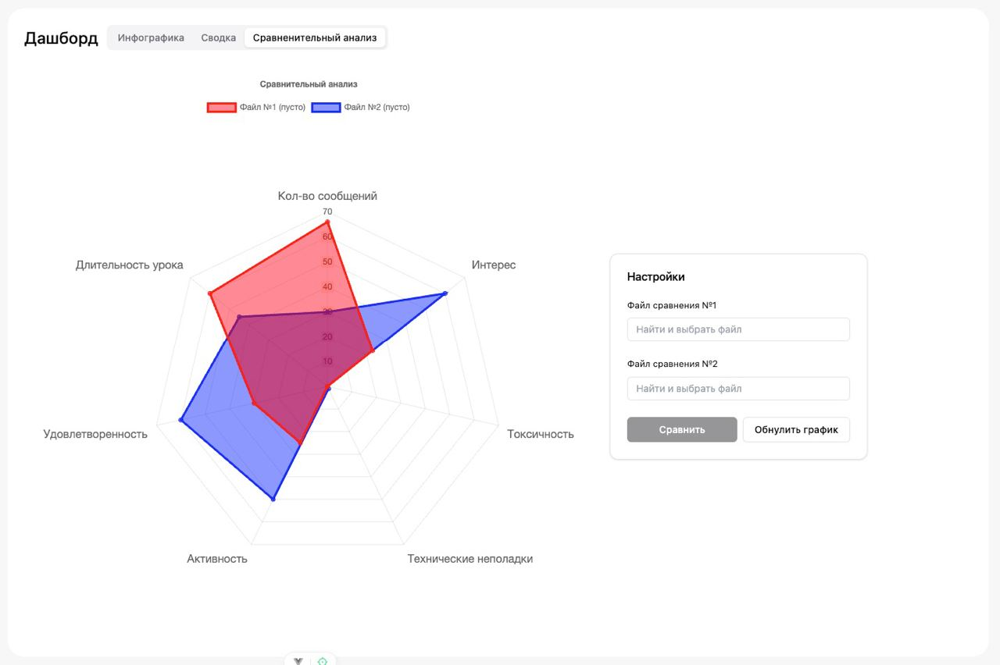 Дашборд
Инфографика
Сводка
Сравненительный анализ
Сравнительный анализ
Файл №1 (пусто)
Файл №2 (пусто)
Кол-во сообщений
70
60
50
40
30
20
10
Длительность урока
Интерес
Удовлетворенность
Токсичность
Активность
Технические неполадки
Настройки
Файл сравнения №1
Найти и выбрать файл
Файл сравнения №2
Найти и выбрать файл
Сравнить
Обнулить график